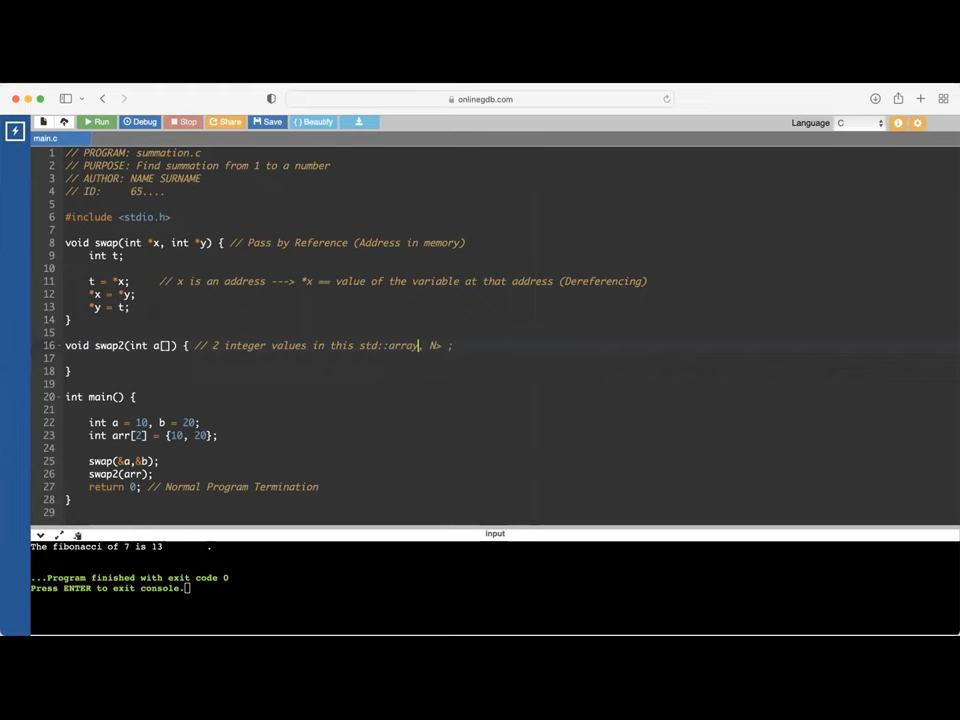 onlinegdb.com
Run Debug Stop Share Save { } Beautify
Language C
main.c
1 // PROGRAM: summation.c
2 // PURPOSE: Find summation from 1 to a number
3 // AUTHOR: NAME SURNAME
4 // ID: 65....
5
6 #include <stdio.h>
7
8 void swap(int *x, int *y) { // Pass by Reference (Address in memory)
9 int t;
10
11 t = *x; // x is an address ---> *x == value of the variable at that address (Dereferencing)
12 *x = *y;
13 *y = t;
14 }
15
16 void swap2(int a[]) { // 2 integer values in this std::array, N> ;
17
18 }
19
20 int main() {
21
22 int a = 10, b = 20;
23 int arr[2] = {10, 20};
24
25 swap(&a,&b);
26 swap2(arr);
27 return 0; // Normal Program Termination
28 }
29
input
The fibonacci of 7 is 13 .
...Program finished with exit code 0
Press ENTER to exit console.